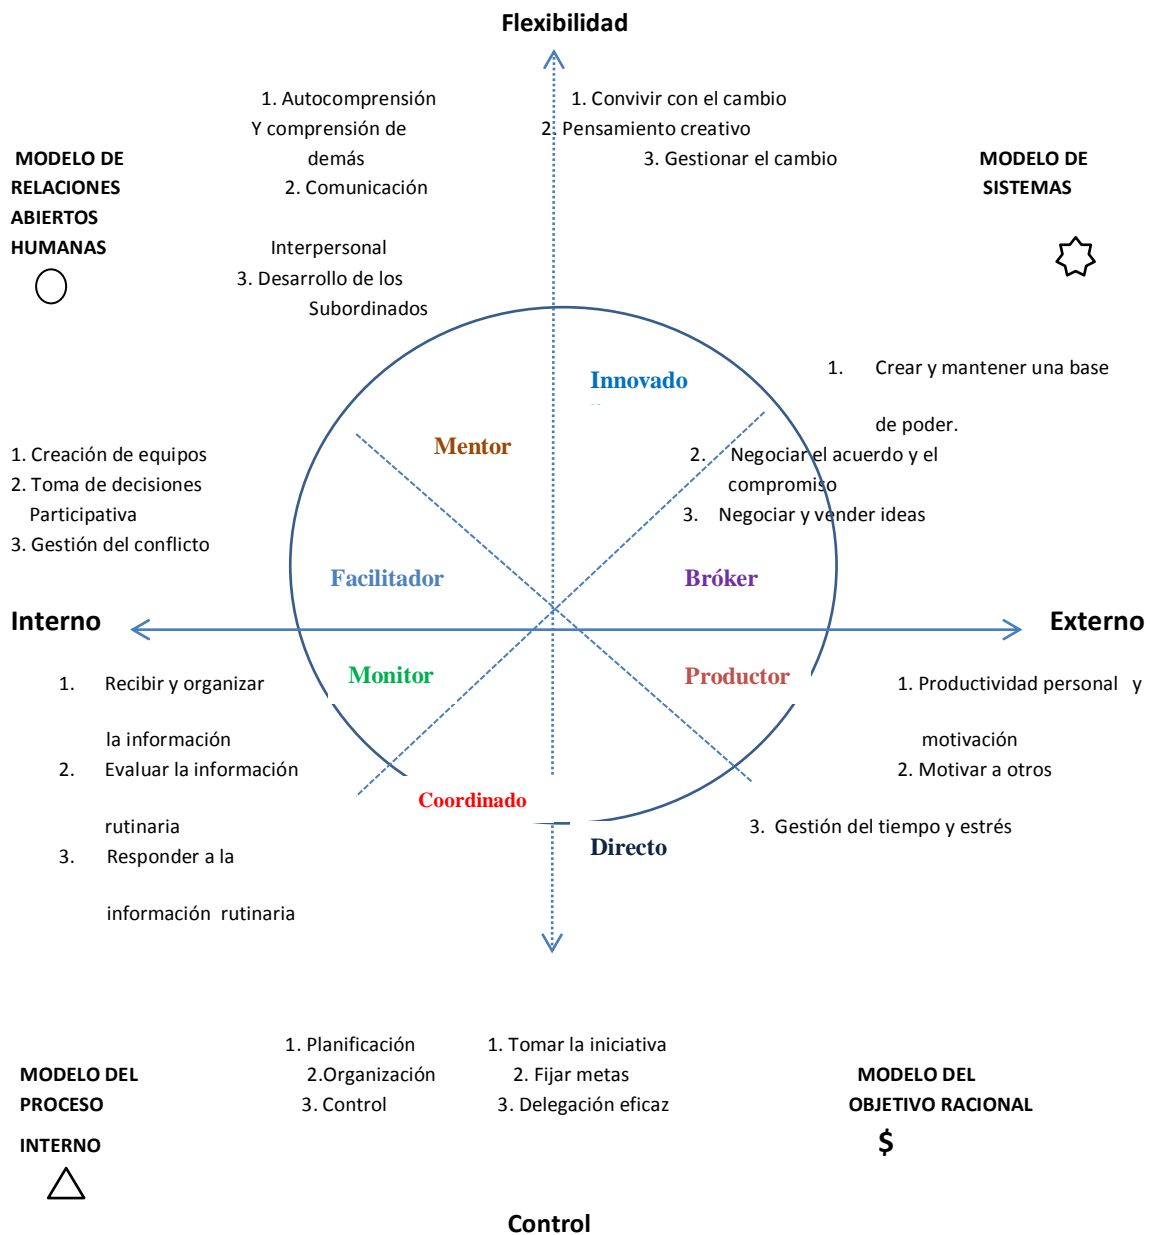 Flexibilidad
1. Autocomprensión
Y comprensión de
demás
2. Comunicación
Interpersonal
3. Desarrollo de los
Subordinados
1. Convivir con el cambio
2. Pensamiento creativo
3. Gestionar el cambio
MODELO DE
RELACIONES
ABIERTOS
HUMANAS
MODELO DE
SISTEMAS
Innovado
Mentor
1. Crear y mantener una base
de poder.
2. Negociar el acuerdo y el
compromiso
3. Negociar y vender ideas
1. Creación de equipos
2. Toma de decisiones
Participativa
3. Gestión del conflicto
Facilitador
Bróker
Interno
Externo
Monitor
Productor
1. Recibir y organizar
la información
2. Evaluar la información
rutinaria
3. Responder a la
información rutinaria
1. Productividad personal y
motivación
2. Motivar a otros
3. Gestión del tiempo y estrés
Coordinado
Directo
1. Planificación
2.Organización
3. Control
1. Tomar la iniciativa
2. Fijar metas
3. Delegación eficaz
MODELO DEL
PROCESO
INTERNO
MODELO DEL
OBJETIVO RACIONAL
$
Control